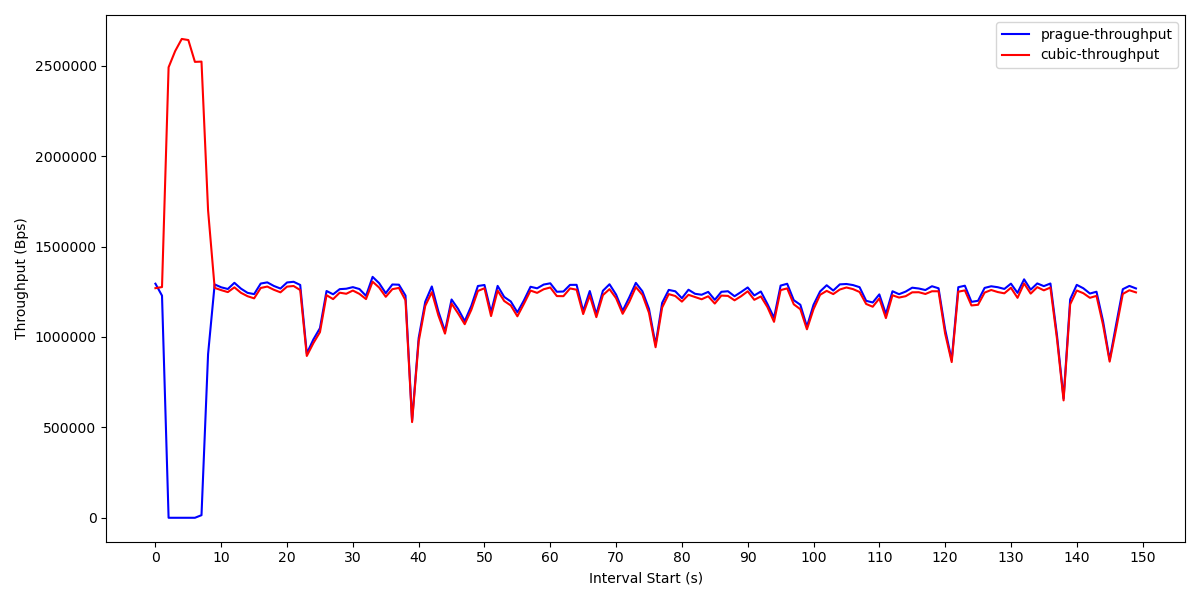 prague-throughput
cubic-throughput
Throughput (Bps)
2500000
2000000
1500000
1000000
500000
0
0 10 20 30 40 50 60 70 80 90 100 110 120 130 140 150
Interval Start (s)